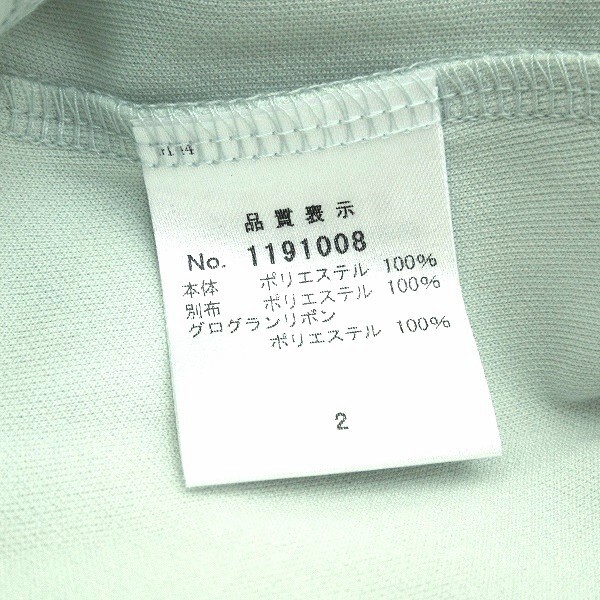 品質表示
No. 1191008
本体 ポリエステル 100%
別布 ポリエステル 100%
グログランリボン
ポリエステル 100%
2